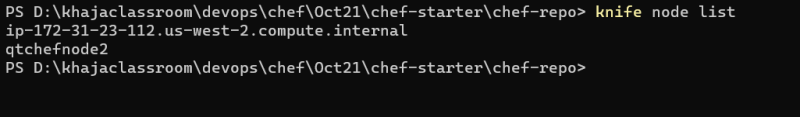 PS D:\khajaclassroom\devops\chef\Oct21\chef-starter\chef-repo> knife node list
ip-172-31-23-112.us-west-2.compute.internal
qtchefnode2
PS D:\khajaclassroom\devops\chef\Oct21\chef-starter\chef-repo>